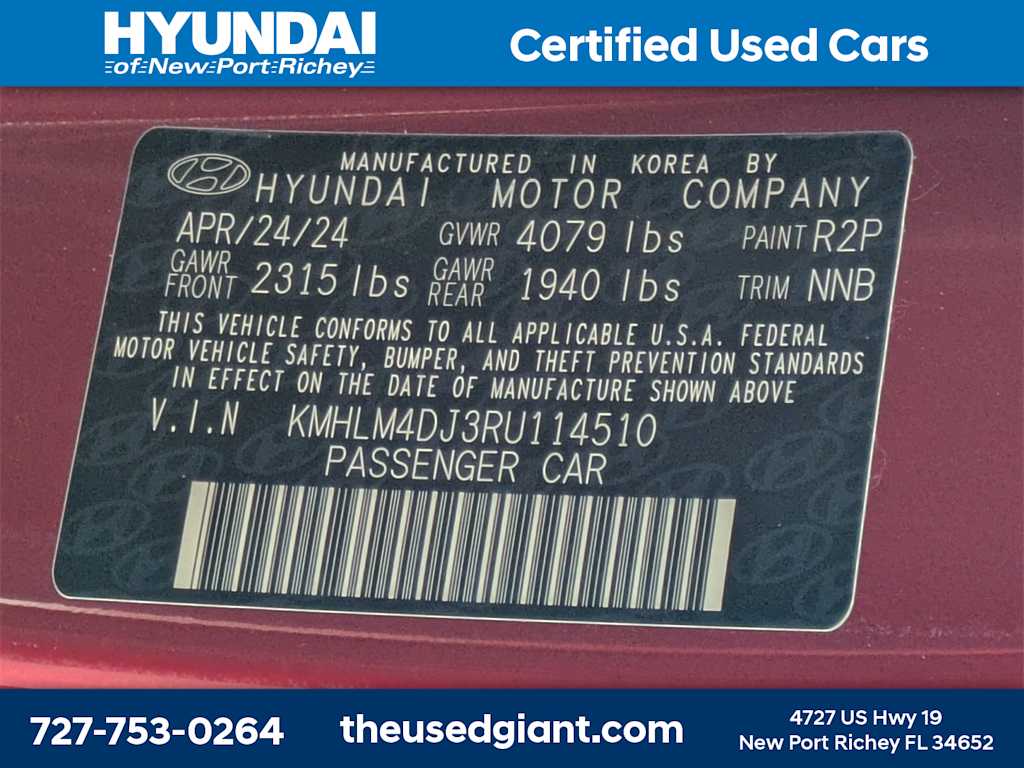 HYUNDAI
of New Port Richey
Certified Used Cars
MANUFACTURED IN KOREA BY
HYUNDAI MOTOR COMPANY
APR/24/24 GVWR 4079 lbs PAINT R2P
GAWR FRONT 2315 lbs GAWR REAR 1940 lbs TRIM NNB
THIS VEHICLE CONFORMS TO ALL APPLICABLE U.S.A. FEDERAL
MOTOR VEHICLE SAFETY, BUMPER, AND THEFT PREVENTION STANDARDS
IN EFFECT ON THE DATE OF MANUFACTURE SHOWN ABOVE
V.I.N KMHLM4DJ3RU114510
PASSENGER CAR
727-753-0264
theusedgiant.com
4727 US Hwy 19
New Port Richey FL 34652